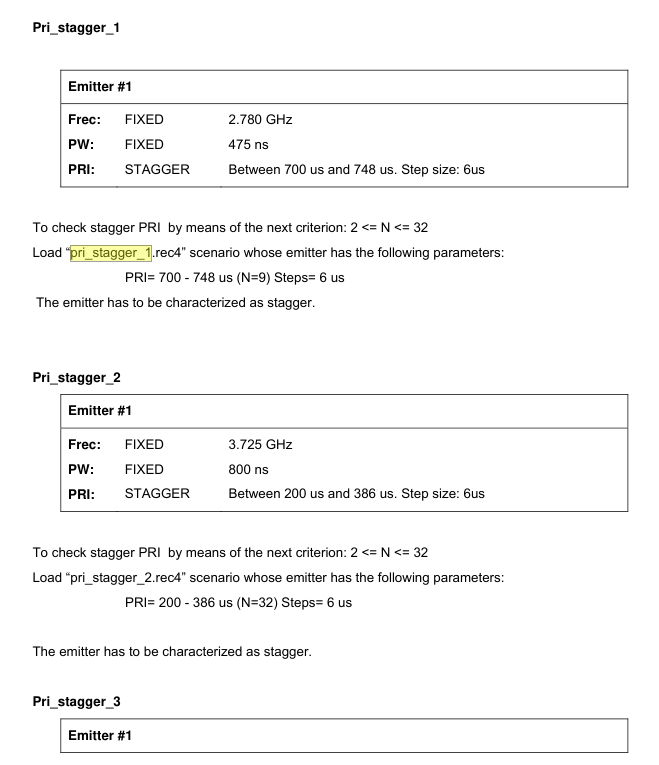 Pri_stagger_1
Emitter #1
Frec: FIXED 2.780 GHz
PW: FIXED 475 ns
PRI: STAGGER Between 700 us and 748 us. Step size: 6us
To check stagger PRI by means of the next criterion: 2 <= N <= 32
Load “pri_stagger_1.rec4” scenario whose emitter has the following parameters:
PRI= 700 - 748 us (N=9) Steps= 6 us
The emitter has to be characterized as stagger.
Pri_stagger_2
Emitter #1
Frec: FIXED 3.725 GHz
PW: FIXED 800 ns
PRI: STAGGER Between 200 us and 386 us. Step size: 6us
To check stagger PRI by means of the next criterion: 2 <= N <= 32
Load “pri_stagger_2.rec4” scenario whose emitter has the following parameters:
PRI= 200 - 386 us (N=32) Steps= 6 us
The emitter has to be characterized as stagger.
Pri_stagger_3
Emitter #1